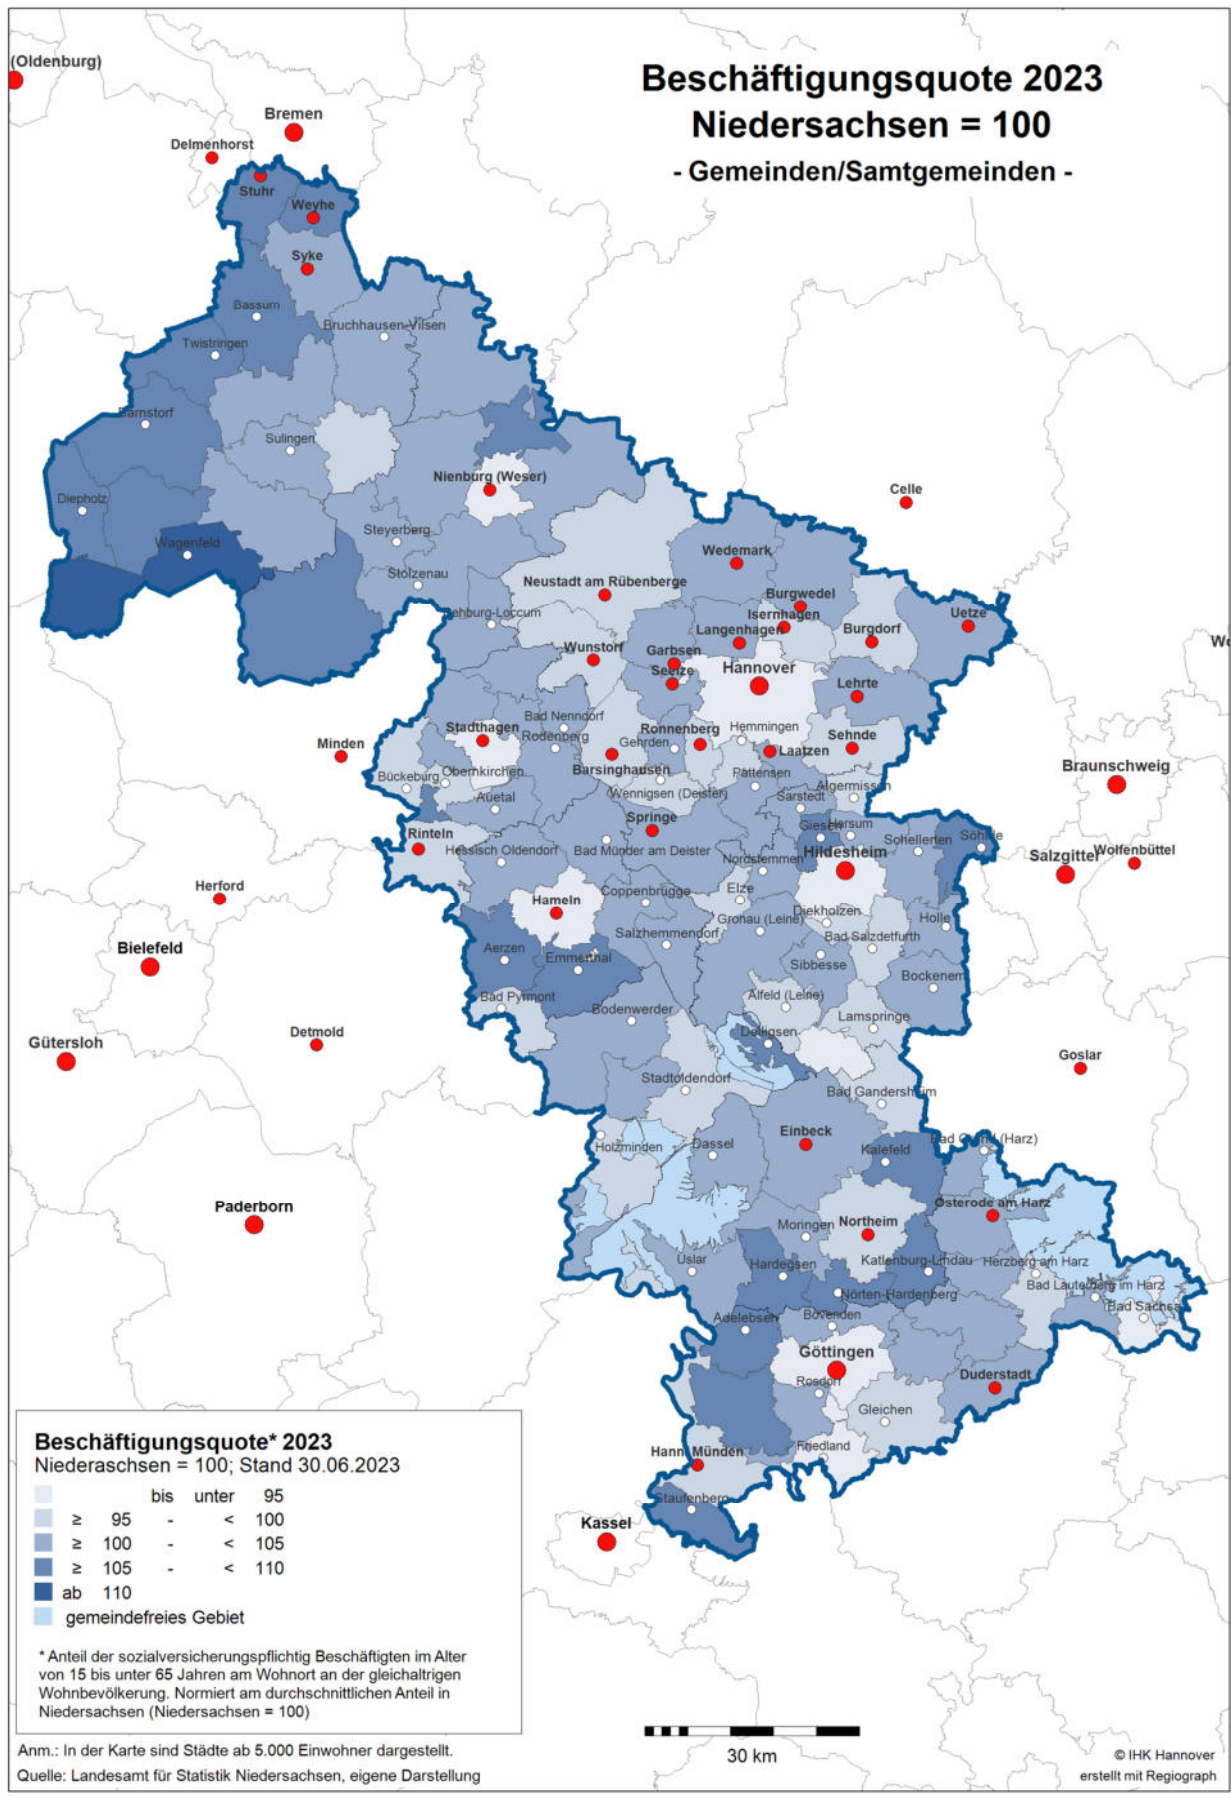 Beschäftigungsquote 2023
Niedersachsen = 100
- Gemeinden/Samtgemeinden -
(Oldenburg)
Bremen
Delmenhorst
Stuhr
Weyhe
Syke
Bassum
Bruchhausen-Vilsen
Twistringen
Barnstorf
Sulingen
Nienburg (Weser)
Celle
Diepholz
Steyerberg
Wagenfeld
Wedemark
Stolzenau
Neustadt am Rübenberge
Burgwedel
Isernhagen
Uetze
Rehburg-Loccum
Langenhagen
Burgdorf
Wunstorf
Garbsen
Seelze
Hannover
Lehrte
Bad Nenndorf
Stadthagen
Ronnenberg
Hemmingen
Sehnde
Minden
Rodenberg
Gehrden
Laatzen
Braunschweig
Barsinghausen
Pattensen
Bückeburg
Obernkirchen
Algermissen
Wennigsen (Deister)
Auetal
Sarstedt
Springe
Giesen
Harsum
Rinteln
Söhlde
Schellerten
Hessisch Oldendorf
Bad Münder am Deister
Hildesheim
Wolfenbüttel
Salzgitter
Nordstemmen
Herford
Elze
Coppenbrügge
Hameln
Diekholzen
Gronau (Leine)
Holle
Salzhemmendorf
Bad Salzdetfurth
Bielefeld
Aerzen
Emmerthal
Sibbesse
Bockenem
Bad Pyrmont
Alfeld (Leine)
Bodenwerder
Lamspringe
Detmold
Delligsen
Gütersloh
Goslar
Stadtoldendorf
Bad Gandersheim
Einbeck
Bad Grund (Harz)
Holzminden
Dassel
Kalefeld
Paderborn
Osterode am Harz
Moringen
Northeim
Uslar
Hardegsen
Katlenburg-Lindau
Herzberg am Harz
Bad Lauterberg im Harz
Nörten-Hardenberg
Bad Sachsa
Adelebsen
Bovenden
Göttingen
Duderstadt
Rosdorf
Gleichen
Hann. Münden
Friedland
Staufenberg
Kassel
Beschäftigungsquote* 2023
Niederaschsen = 100; Stand 30.06.2023
bis unter 95
≥ 95 - < 100
≥ 100 - < 105
≥ 105 - < 110
ab 110
gemeindefreies Gebiet
* Anteil der sozialversicherungspflichtig Beschäftigten im Alter
von 15 bis unter 65 Jahren am Wohnort an der gleichaltrigen
Wohnbevölkerung. Normiert am durchschnittlichen Anteil in
Niedersachsen (Niedersachsen = 100)
Anm.: In der Karte sind Städte ab 5.000 Einwohner dargestellt.
Quelle: Landesamt für Statistik Niedersachsen, eigene Darstellung
30 km
© IHK Hannover
erstellt mit Regiograph